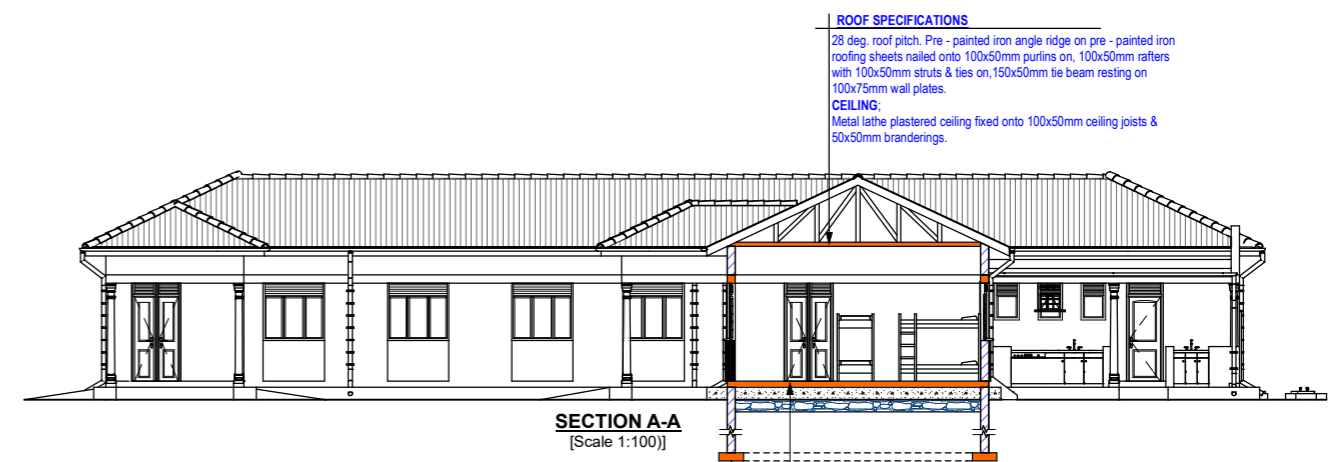 ROOF SPECIFICATIONS
28 deg. roof pitch. Pre - painted iron angle ridge on pre - painted iron
roofing sheets nailed onto 100x50mm purlins on, 100x50mm rafters
with 100x50mm struts & ties on,150x50mm tie beam resting on
100x75mm wall plates.
CEILING;
Metal lathe plastered ceiling fixed onto 100x50mm ceiling joists &
50x50mm branderings.
SECTION A-A
[Scale 1:100)]